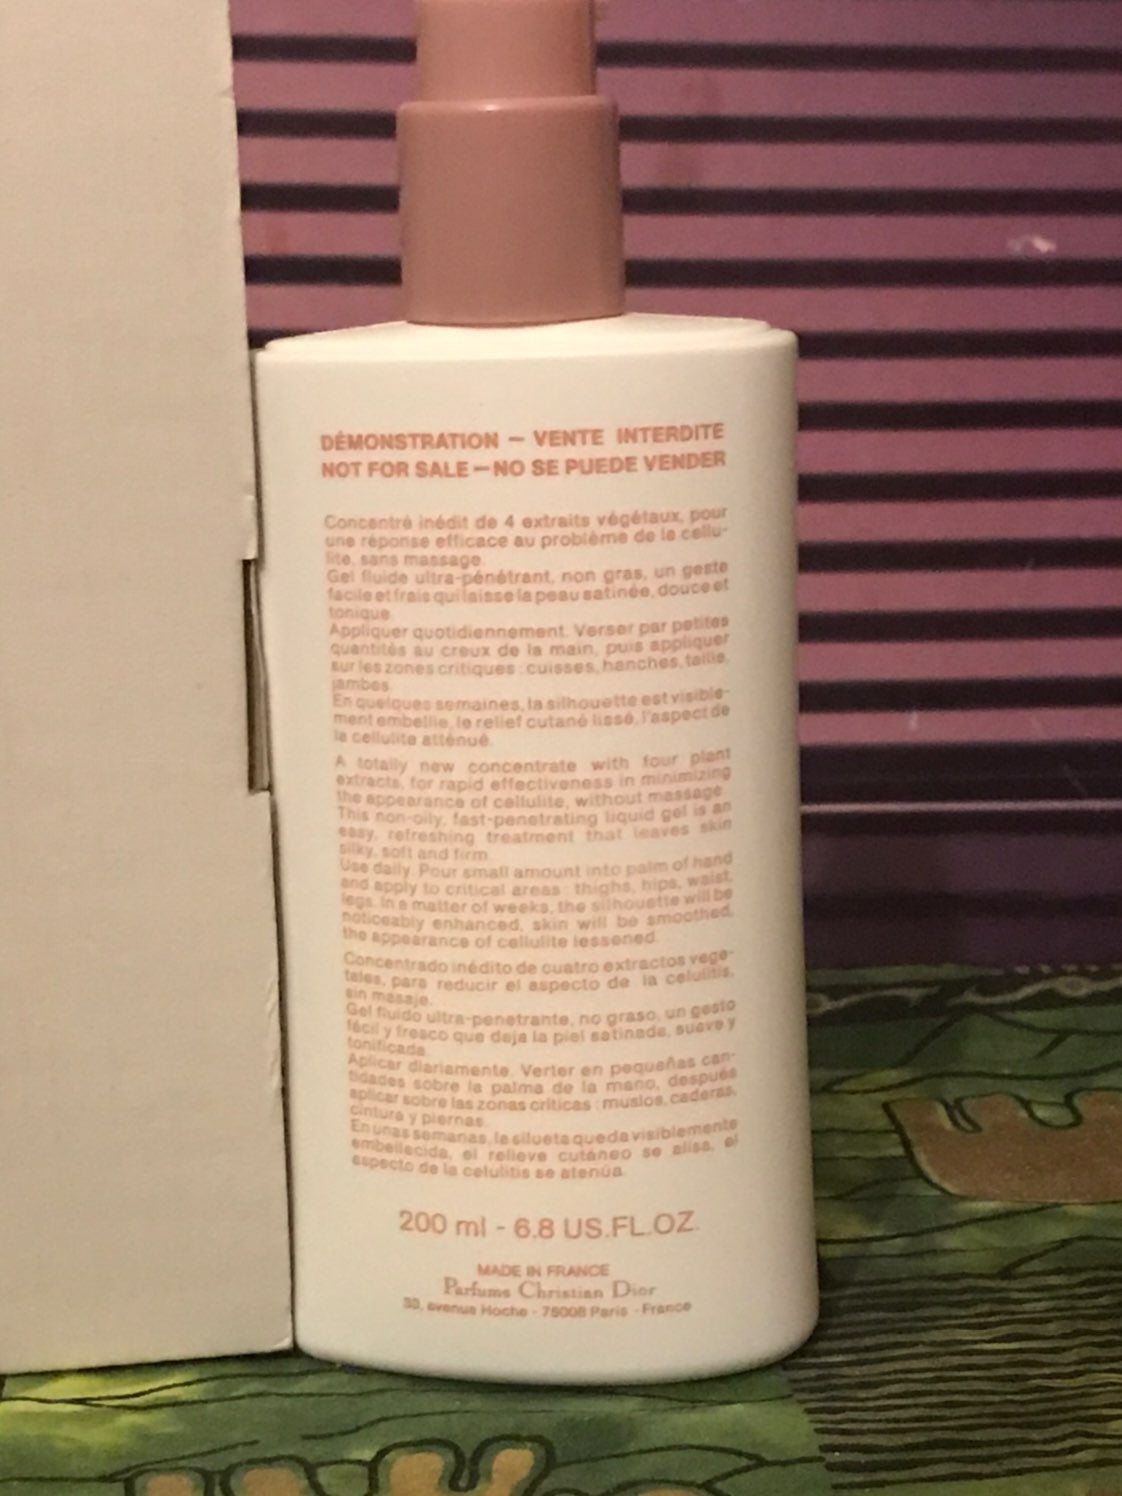 DÉMONSTRATION – VENTE INTERDITE
NOT FOR SALE – NO SE PUEDE VENDER
Concentré inédit de 4 extraits végétaux, pour
une réponse efficace au problème de la cellu-
lite, sans massage.
Gel fluide ultra-pénétrant, non gras, un geste
facile et frais qui laisse la peau satinée, douce et
tonique.
Appliquer quotidiennement. Verser par petites
quantités au creux de la main, puis appliquer
sur les zones critiques : cuisses, hanches, taille,
jambes.
En quelques semaines, la silhouette est visible-
ment embellie, le relief cutané lissé, l'aspect de
la cellulite atténué.
A totally new concentrate with four plant
extracts, for rapid effectiveness in minimizing
the appearance of cellulite, without massage.
This non-oily, fast-penetrating liquid gel is an
easy, refreshing treatment that leaves skin
silky, soft and firm.
Use daily. Pour small amount into palm of hand
and apply to critical areas : thighs, hips, waist,
legs. In a matter of weeks, the silhouette will be
noticeably enhanced, skin will be smoothed,
the appearance of cellulite lessened.
Concentrado inédito de cuatro extractos vege-
tales, para reducir el aspecto de la celulitis,
sin masaje.
Gel fluido ultra-penetrante, no graso, un gesto
fácil y fresco que deja la piel satinada, suave y
tonificada.
Aplicar diariamente. Verter en pequeñas can-
tidades sobre la palma de la mano, después
aplicar sobre las zonas críticas : muslos, caderas,
cintura y piernas.
En unas semanas, la silueta queda visiblemente
embellecida, el relieve cutáneo se alisa, el
aspecto de la celulitis se atenúa.
200 ml - 6.8 US.FL.OZ.
MADE IN FRANCE
Parfums Christian Dior
33, avenue Hoche - 75008 Paris - France